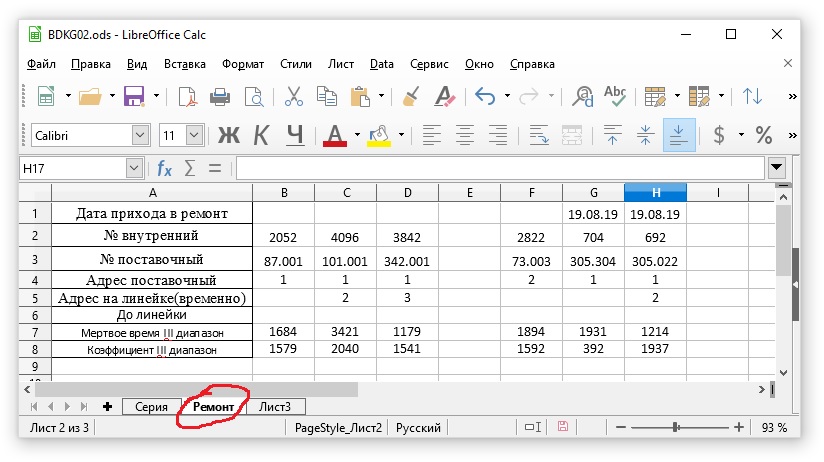 BDKG02.ods - LibreOffice Calc
Файл Правка Вид Вставка Формат Стили Лист Data Сервис Окно Справка
Calibri 11 Ж К Ч A $ %
H17 fx Σ =
A B C D E F G H I
1 Дата прихода в ремонт 19.08.19 19.08.19
2 № внутренний 2052 4096 3842 2822 704 692
3 № поставочный 87.001 101.001 342.001 73.003 305.304 305.022
4 Адрес поставочный 1 1 1 2 1 1
5 Адрес на линейке(временно) 2 3 2
6 До линейки
7 Мертвое время III диапазон 1684 3421 1179 1894 1931 1214
8 Коэффициент III диапазон 1579 2040 1541 1592 392 1937
9
Серия Ремонт Лист3
Лист 2 из 3 PageStyle_Лист2 Русский 93 %